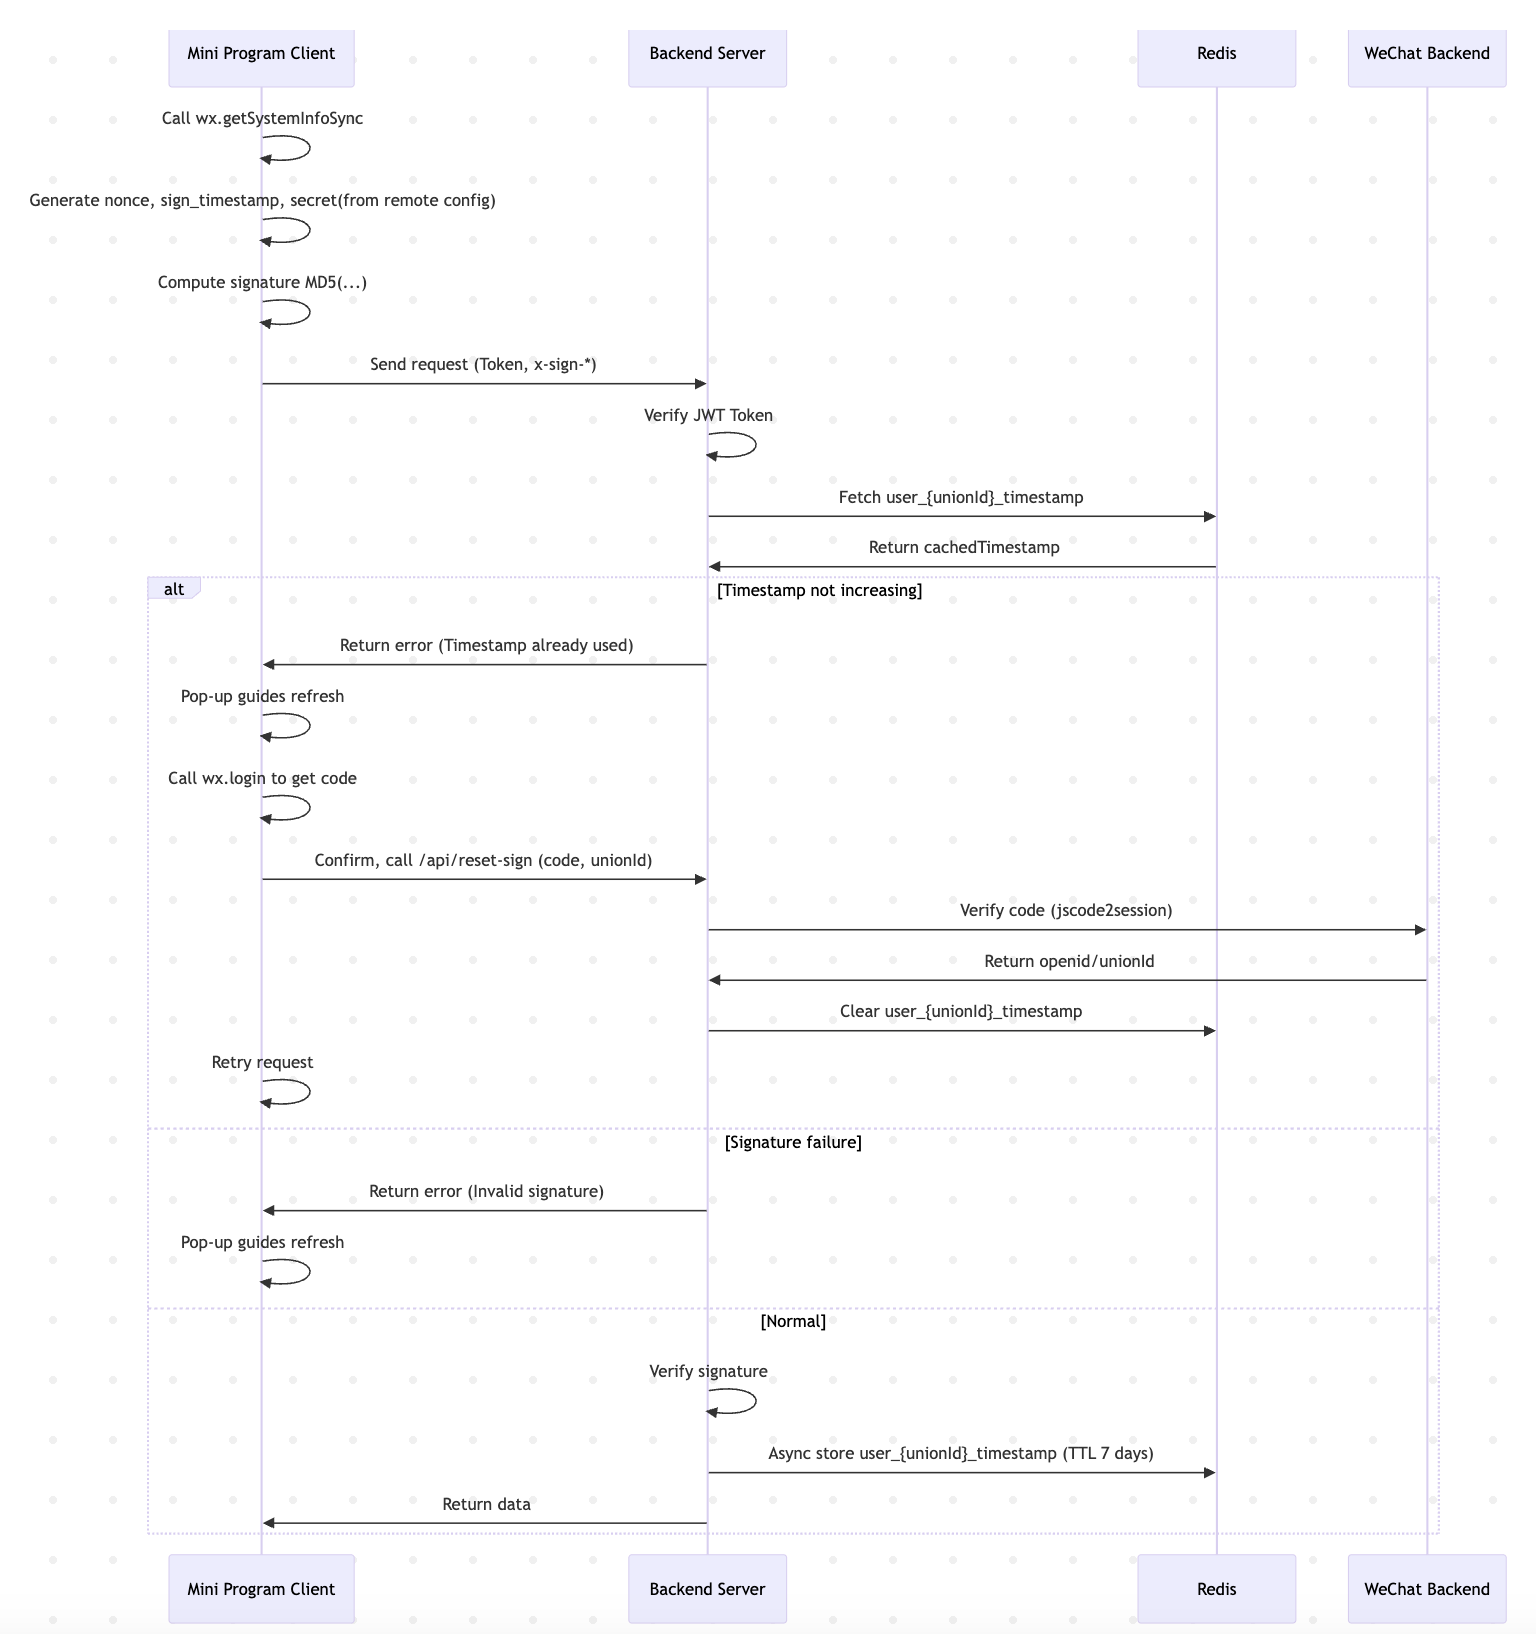 Mini Program Client
Backend Server
Redis
WeChat Backend
Call wx.getSystemInfoSync
Generate nonce, sign_timestamp, secret(from remote config)
Compute signature MD5(...)
Send request (Token, x-sign-*)
Verify JWT Token
Fetch user_{unionId}_timestamp
Return cachedTimestamp
alt
[Timestamp not increasing]
Return error (Timestamp already used)
Pop-up guides refresh
Call wx.login to get code
Confirm, call /api/reset-sign (code, unionId)
Verify code (jscode2session)
Return openid/unionId
Clear user_{unionId}_timestamp
Retry request
[Signature failure]
Return error (Invalid signature)
Pop-up guides refresh
[Normal]
Verify signature
Async store user_{unionId}_timestamp (TTL 7 days)
Return data
Mini Program Client
Backend Server
Redis
WeChat Backend